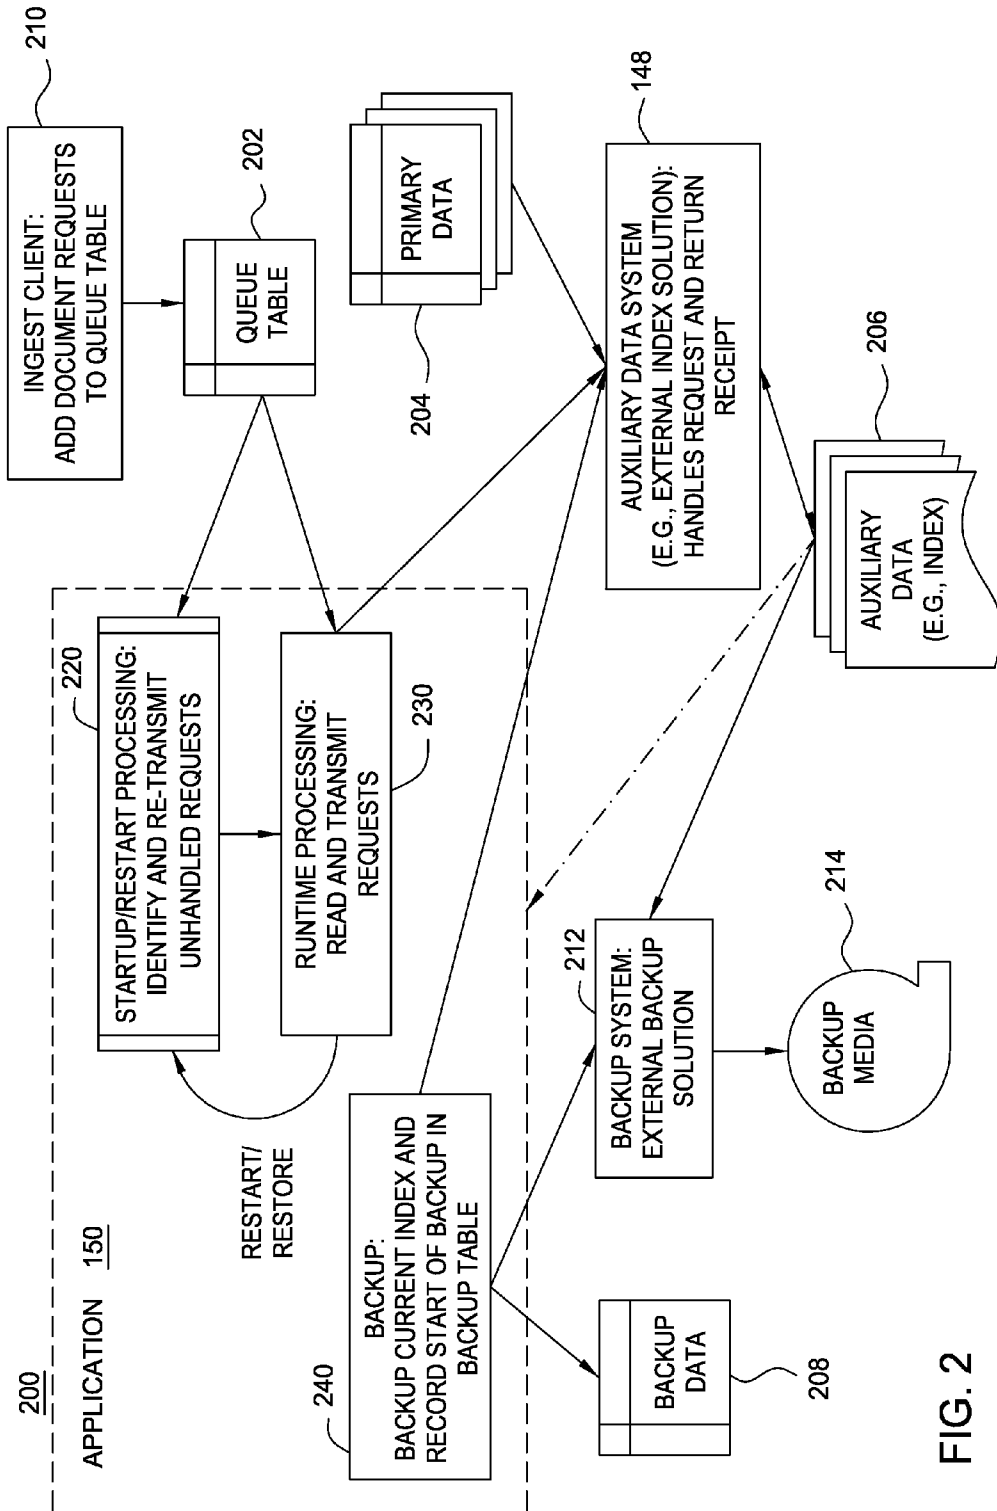 200
APPLICATION 150
210
INGEST CLIENT:
ADD DOCUMENT REQUESTS
TO QUEUE TABLE
202
QUEUE
TABLE
220
STARTUP/RESTART PROCESSING:
IDENTIFY AND RE-TRANSMIT
UNHANDLED REQUESTS
RUNTIME PROCESSING:
READ AND TRANSMIT
REQUESTS
230
RESTART/
RESTORE
240
BACKUP:
BACKUP CURRENT INDEX AND
RECORD START OF BACKUP IN
BACKUP TABLE
PRIMARY
DATA
204
148
AUXILIARY DATA SYSTEM
(E.G., EXTERNAL INDEX SOLUTION):
HANDLES REQUEST AND RETURN
RECEIPT
206
AUXILIARY
DATA
(E.G., INDEX)
212
BACKUP SYSTEM:
EXTERNAL BACKUP
SOLUTION
214
BACKUP
MEDIA
BACKUP
DATA
208
FIG. 2